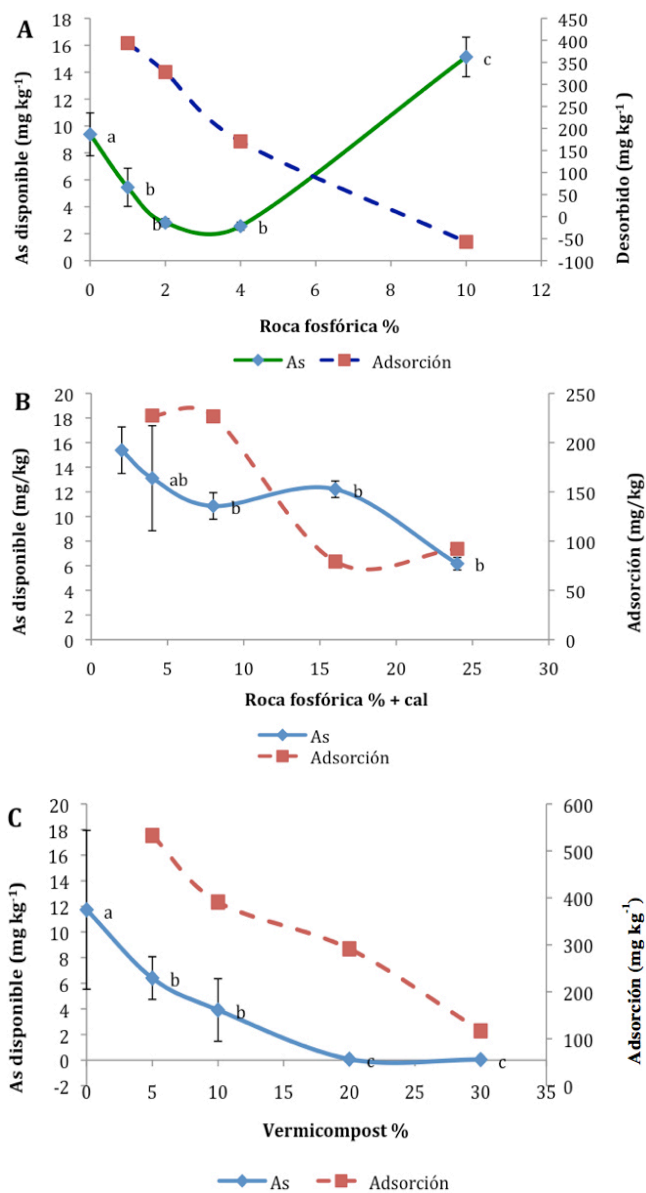 A
18
16
14
12
10
8
6
4
2
0
As disponible (mg kg⁻¹)
450
400
350
300
250
200
150
100
50
0
-50
-100
Desorbido (mg kg⁻¹)
a
b
b
b
c
0 2 4 6 8 10 12
Roca fosfórica %
As Adsorción
B
20
18
16
14
12
10
8
6
4
2
0
As disponible (mg/kg)
250
200
150
100
50
0
Adsorción (mg/kg)
ab
b
b
b
0 5 10 15 20 25 30
Roca fosfórica % + cal
As
Adsorción
C
20
18
16
14
12
10
8
6
4
2
0
-2
As disponible (mg kg⁻¹)
600
500
400
300
200
100
0
Adsorción (mg kg⁻¹)
a
b
b
c
c
0 5 10 15 20 25 30 35
Vermicompost %
As Adsorción